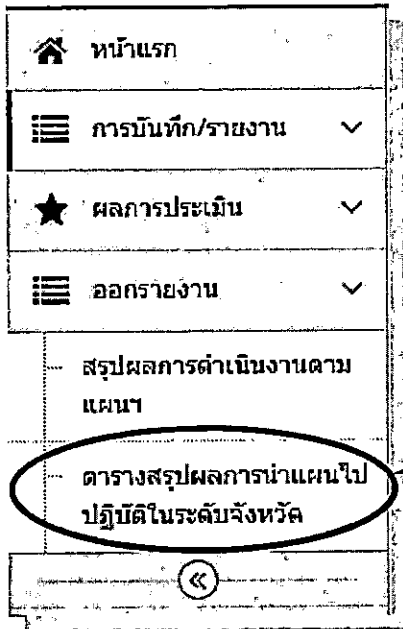 หน้าแรก
การบันทึก/รายงาน
ผลการประเมิน
ออกรายงาน
สรุปผลการดำเนินงานตาม
แผนฯ
ตารางสรุปผลการนำแผนไป
ปฏิบัติในระดับจังหวัด